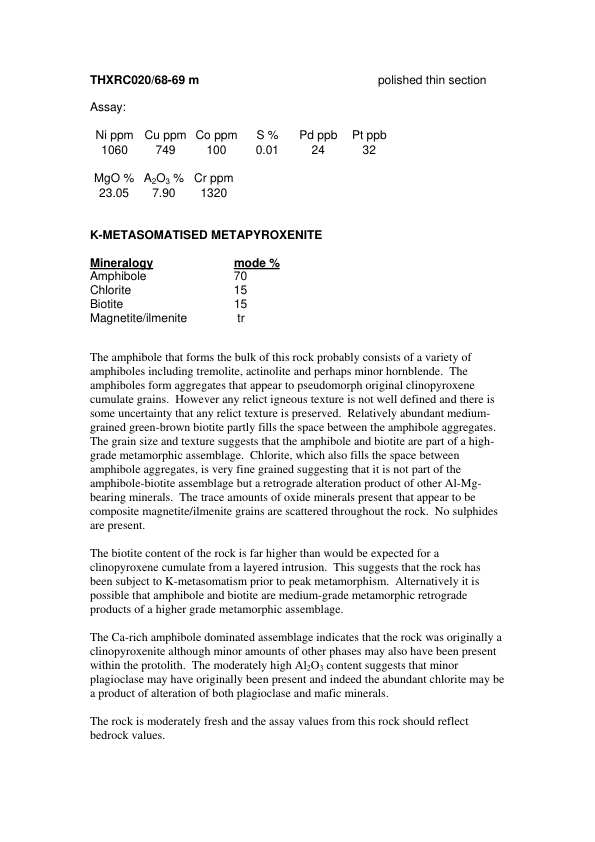 THXRC020/68-69 m polished thin section
Assay:
Ni ppm Cu ppm Co ppm S % Pd ppb Pt ppb
1060 749 100 0.01 24 32
MgO % A₂O₃ % Cr ppm
23.05 7.90 1320
K-METASOMATISED METAPYROXENITE
Mineralogy mode %
Amphibole 70
Chlorite 15
Biotite 15
Magnetite/ilmenite tr
The amphibole that forms the bulk of this rock probably consists of a variety of
amphiboles including tremolite, actinolite and perhaps minor hornblende. The
amphiboles form aggregates that appear to pseudomorph original clinopyroxene
cumulate grains. However any relict igneous texture is not well defined and there is
some uncertainty that any relict texture is preserved. Relatively abundant medium-
grained green-brown biotite partly fills the space between the amphibole aggregates.
The grain size and texture suggests that the amphibole and biotite are part of a high-
grade metamorphic assemblage. Chlorite, which also fills the space between
amphibole aggregates, is very fine grained suggesting that it is not part of the
amphibole-biotite assemblage but a retrograde alteration product of other Al-Mg-
bearing minerals. The trace amounts of oxide minerals present that appear to be
composite magnetite/ilmenite grains are scattered throughout the rock. No sulphides
are present.
The biotite content of the rock is far higher than would be expected for a
clinopyroxene cumulate from a layered intrusion. This suggests that the rock has
been subject to K-metasomatism prior to peak metamorphism. Alternatively it is
possible that amphibole and biotite are medium-grade metamorphic retrograde
products of a higher grade metamorphic assemblage.
The Ca-rich amphibole dominated assemblage indicates that the rock was originally a
clinopyroxenite although minor amounts of other phases may also have been present
within the protolith. The moderately high Al₂O₃ content suggests that minor
plagioclase may have originally been present and indeed the abundant chlorite may be
a product of alteration of both plagioclase and mafic minerals.
The rock is moderately fresh and the assay values from this rock should reflect
bedrock values.